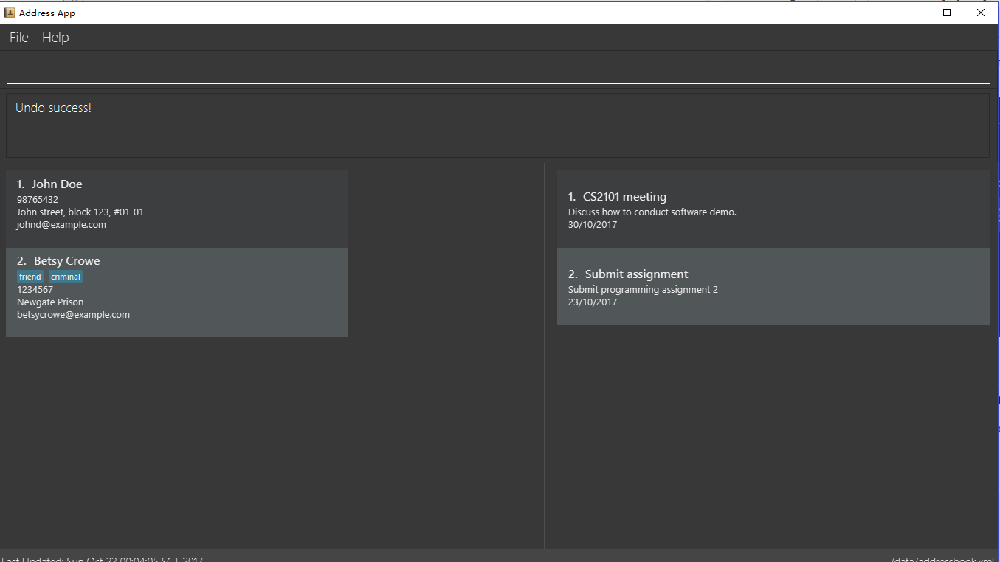 Address App
File Help
Undo success!
1. John Doe
98765432
John street, block 123, #01-01
johnd@example.com
2. Betsy Crowe
friend criminal
1234567
Newgate Prison
betsycrowe@example.com
1. CS2101 meeting
Discuss how to conduct software demo.
30/10/2017
2. Submit assignment
Submit programming assignment 2
23/10/2017
Last Updated: Sun Oct 22 00:04:05 SGT 2017
/data/addressbook.xml